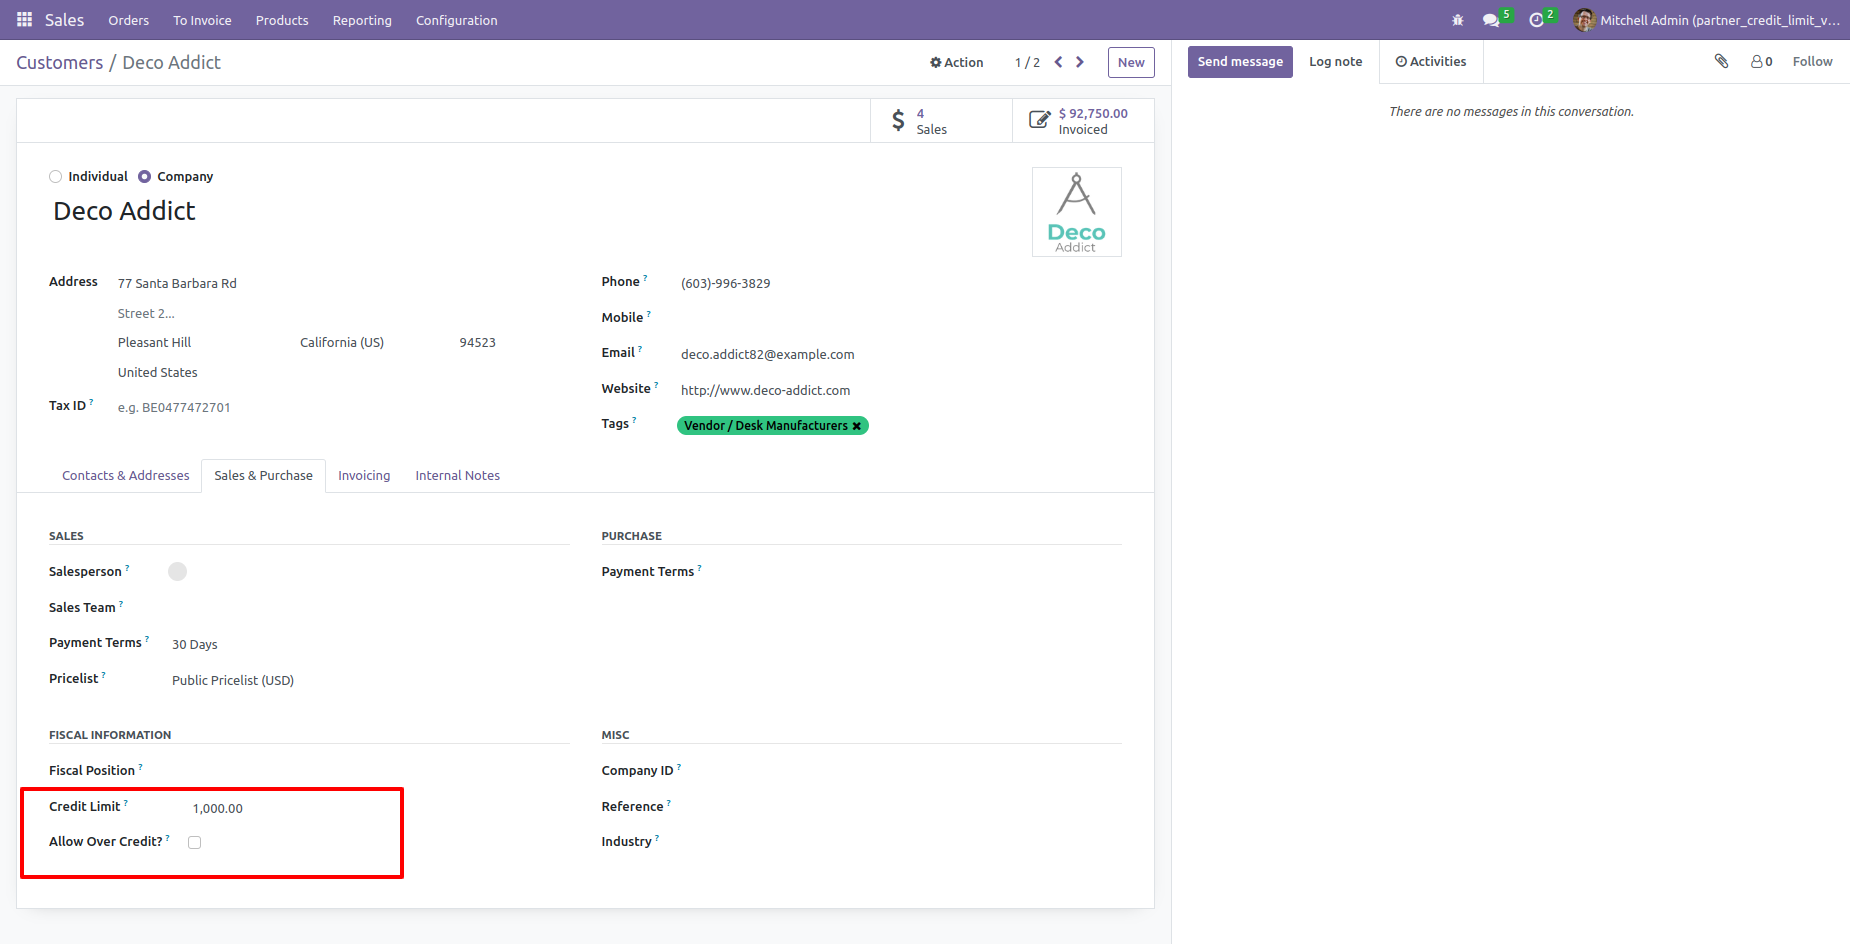 Sales Orders To Invoice Products Reporting Configuration 5 2 Mitchell Admin (partner_credit_limit_v...
Customers / Deco Addict Action 1 / 2 New
Send message Log note Activities 0 Follow
There are no messages in this conversation.
$ 4 Sales
$ 92,750.00 Invoiced
Individual Company
Deco Addict
Deco
Addict
Address 77 Santa Barbara Rd
Street 2...
Pleasant Hill California (US) 94523
United States
Tax ID ? e.g. BE0477472701
Phone ? (603)-996-3829
Mobile ?
Email ? deco.addict82@example.com
Website ? http://www.deco-addict.com
Tags ? Vendor / Desk Manufacturers ×
Contacts & Addresses Sales & Purchase Invoicing Internal Notes
SALES
Salesperson ?
Sales Team ?
Payment Terms ? 30 Days
Pricelist ? Public Pricelist (USD)
PURCHASE
Payment Terms ?
FISCAL INFORMATION
Fiscal Position ?
Credit Limit ? 1,000.00
Allow Over Credit? ?
MISC
Company ID ?
Reference ?
Industry ?